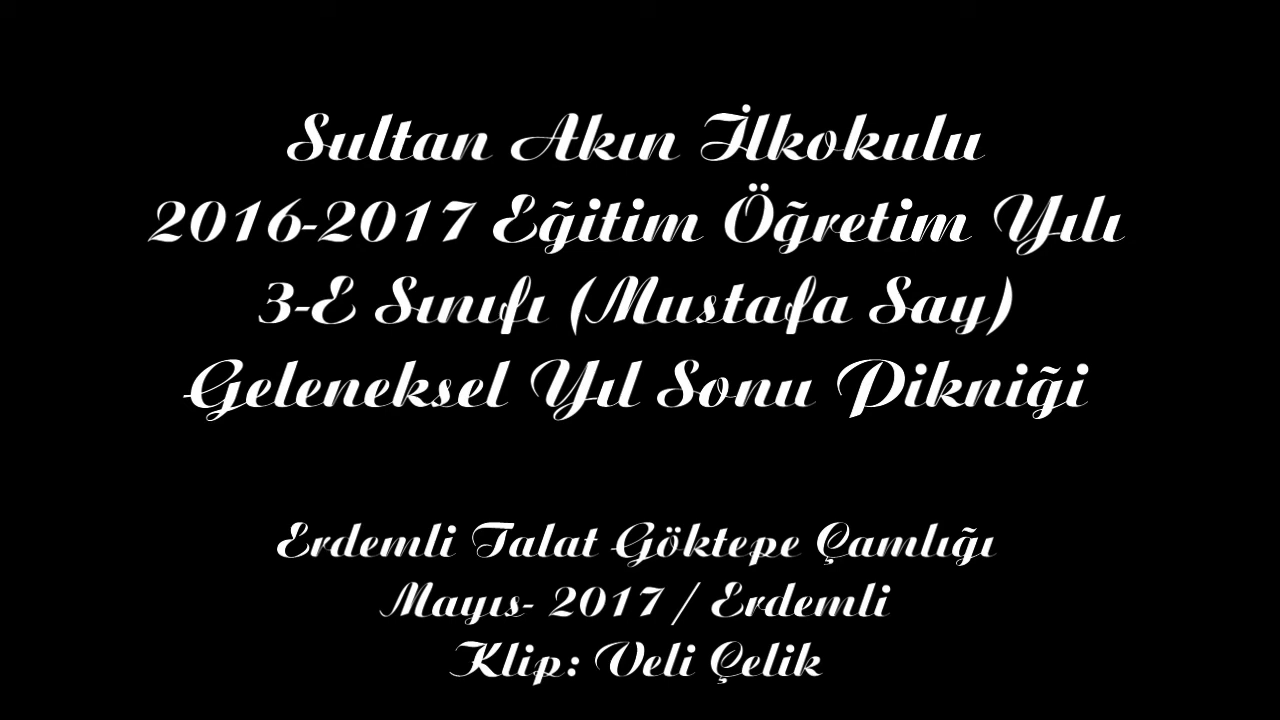 Sultan Akın İlkokulu
2016-2017 Eğitim Öğretim Yılı
3-E Sınıfı (Mustafa Say)
Geleneksel Yıl Sonu Pikniği
Erdemli Talat Göktepe Çamlığı
Mayıs- 2017 / Erdemli
Klip: Veli Çelik